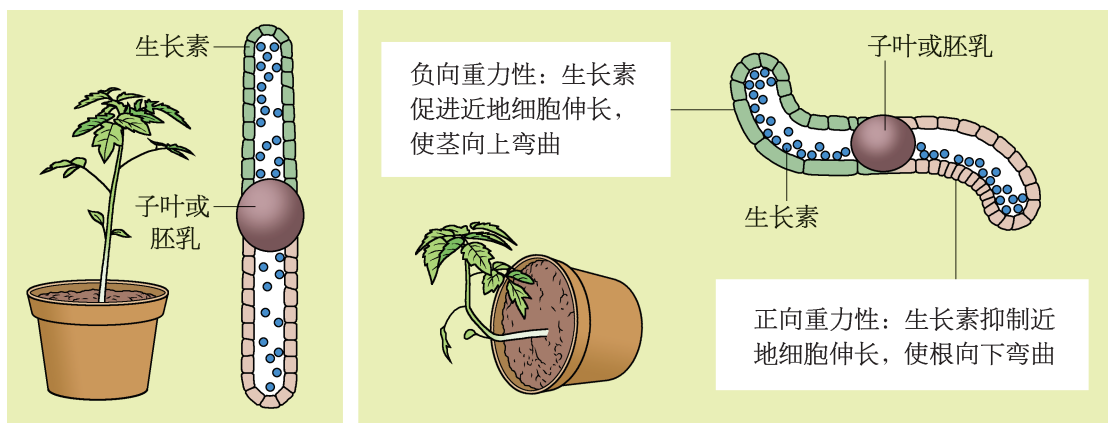 生长素
子叶或
胚乳
负向重力性：生长素
促进近地细胞伸长，
使茎向上弯曲
子叶或胚乳
生长素
正向重力性：生长素抑制近
地细胞伸长，使根向下弯曲